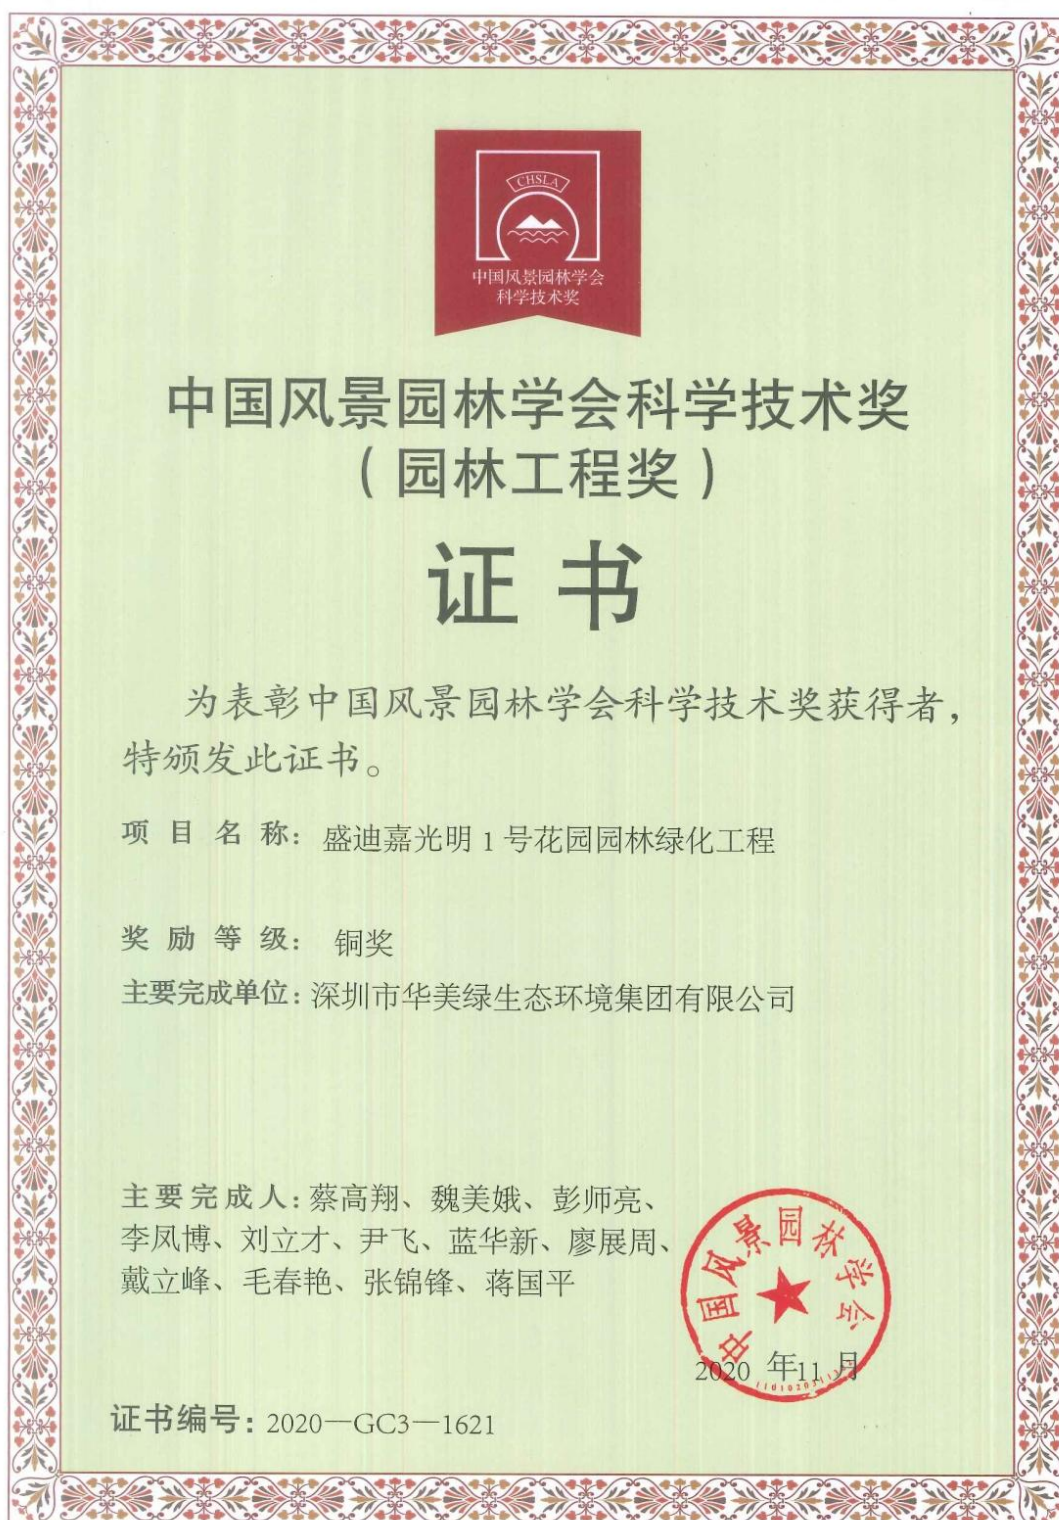 CHSLA
中国风景园林学会
科学技术奖
中国风景园林学会科学技术奖
（园林工程奖）
证书
为表彰中国风景园林学会科学技术奖获得者，
特颁发此证书。
项目名称：盛迪嘉光明1号花园园林绿化工程
奖励等级：铜奖
主要完成单位：深圳市华美绿生态环境集团有限公司
主要完成人：蔡高翔、魏美娥、彭师亮、
李凤博、刘立才、尹飞、蓝华新、廖展周、
戴立峰、毛春艳、张锦锋、蒋国平
中国风景园林学会
2020 年11 月
证书编号：2020—GC3—1621